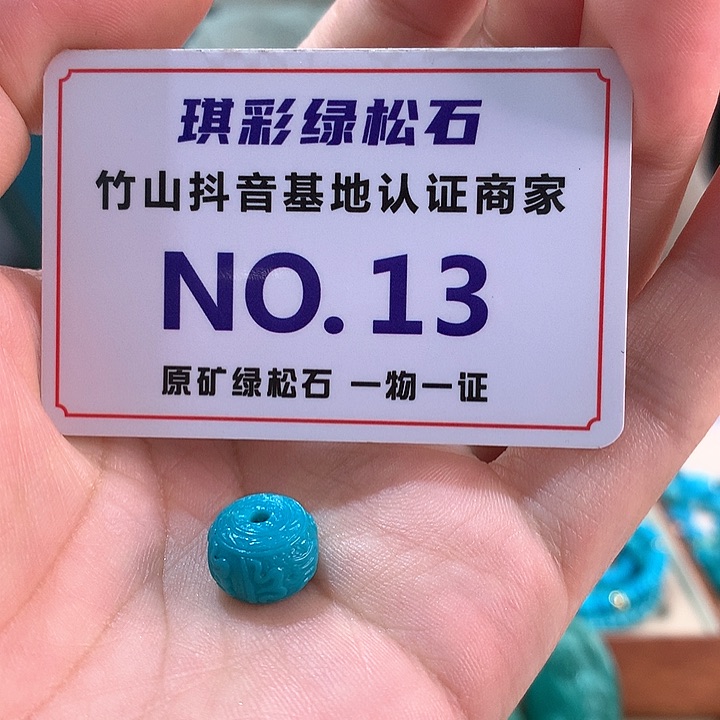 琪彩绿松石
竹山抖音基地认证商家
NO.13
原矿绿松石 一物一证